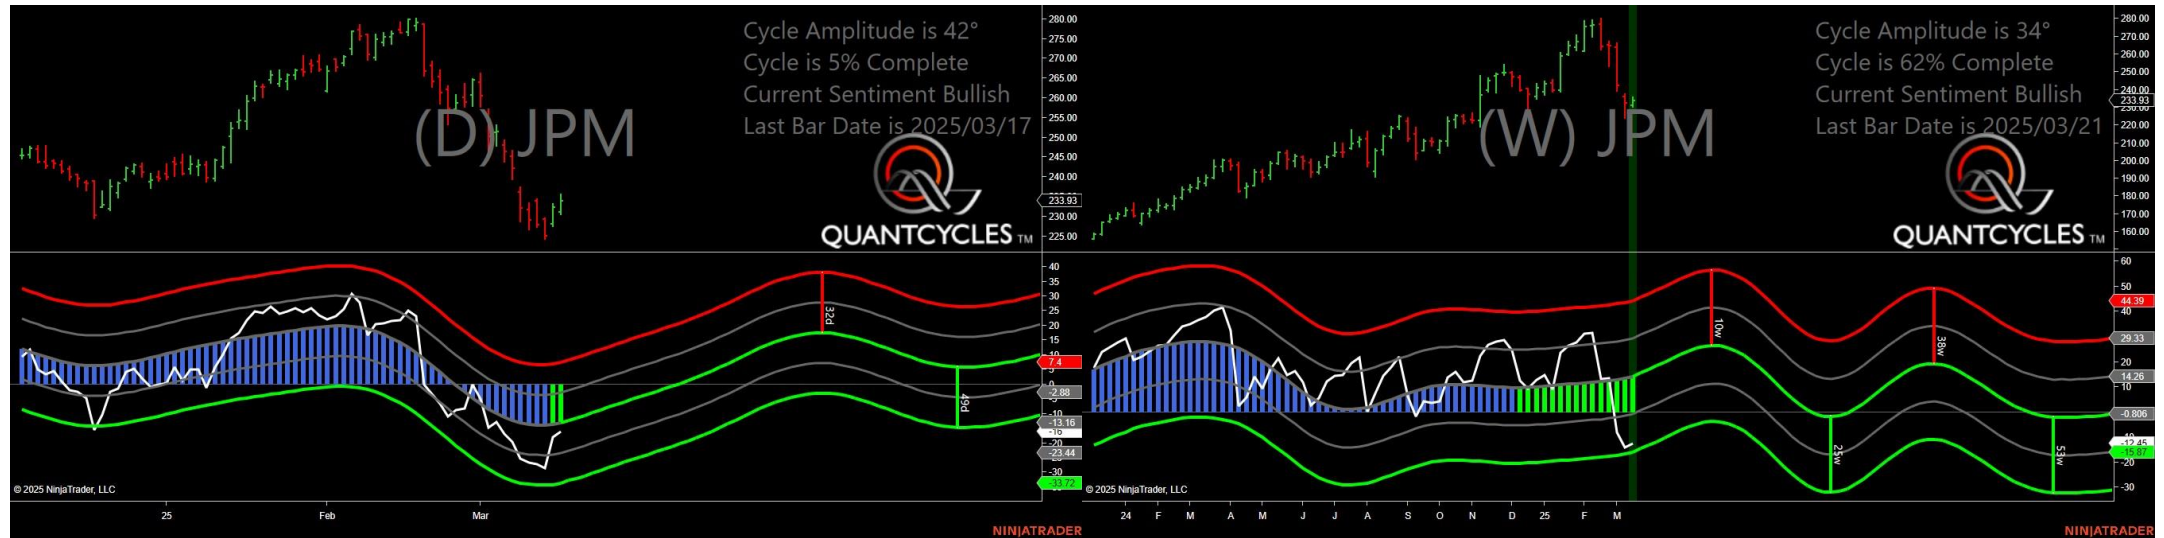 Cycle Amplitude is 42°
Cycle is 5% Complete
Current Sentiment Bullish
Last Bar Date is 2025/03/17
(D) JPM
QUANTCYCLES TM
280.00
275.00
270.00
265.00
260.00
255.00
250.00
245.00
240.00
233.93
230.00
225.00
40
35
30
25
20
15
7.4
-2.88
-10
-13.16
-16
-20
-23.44
-30
-33.72
32d
49d
© 2025 NinjaTrader, LLC
25 Feb Mar
NINJATRADER
Cycle Amplitude is 34°
Cycle is 62% Complete
Current Sentiment Bullish
Last Bar Date is 2025/03/21
(W) JPM
QUANTCYCLES TM
280.00
270.00
260.00
250.00
240.00
233.93
220.00
210.00
200.00
190.00
180.00
170.00
160.00
60
50
44.39
40
29.33
20
14.26
10
-0.806
-12.45
-15.87
-20
-30
10w
38w
25w
53w
© 2025 NinjaTrader, LLC
24 F M A M J J A S O N D 25 F M
NINJATRADER